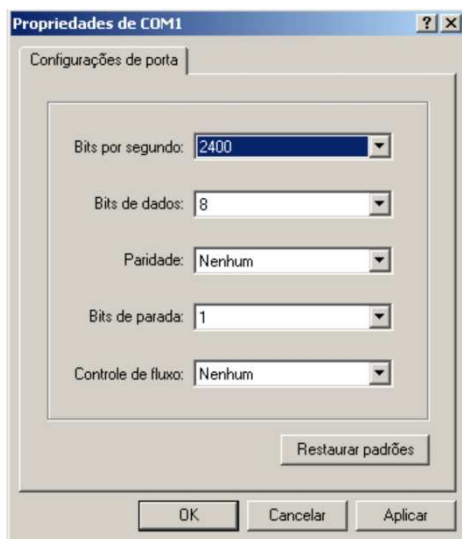 Propriedades de COM1
Configurações de porta
Bits por segundo: 2400
Bits de dados: 8
Paridade: Nenhum
Bits de parada: 1
Controle de fluxo: Nenhum
Restaurar padrões
OK Cancelar Aplicar